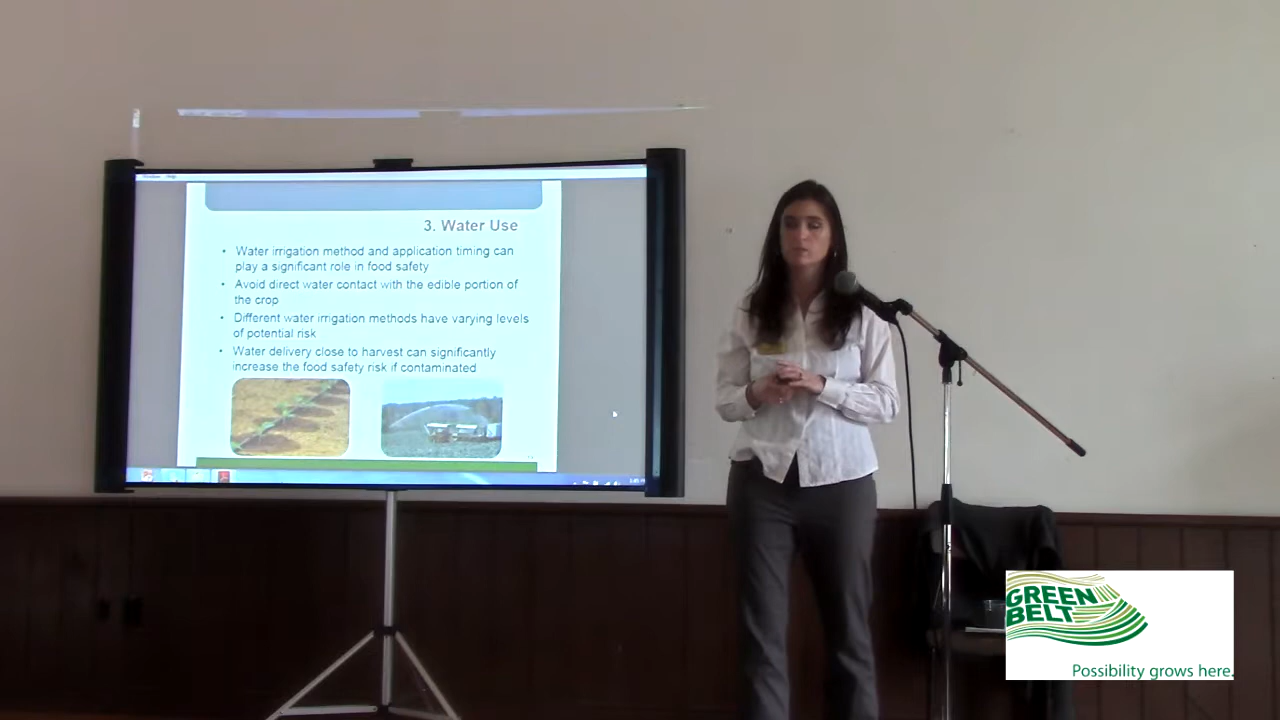 Window Help
3. Water Use
• Water irrigation method and application timing can
play a significant role in food safety
• Avoid direct water contact with the edible portion of
the crop
• Different water irrigation methods have varying levels
of potential risk
• Water delivery close to harvest can significantly
increase the food safety risk if contaminated
GREEN
BELT
Possibility grows here.